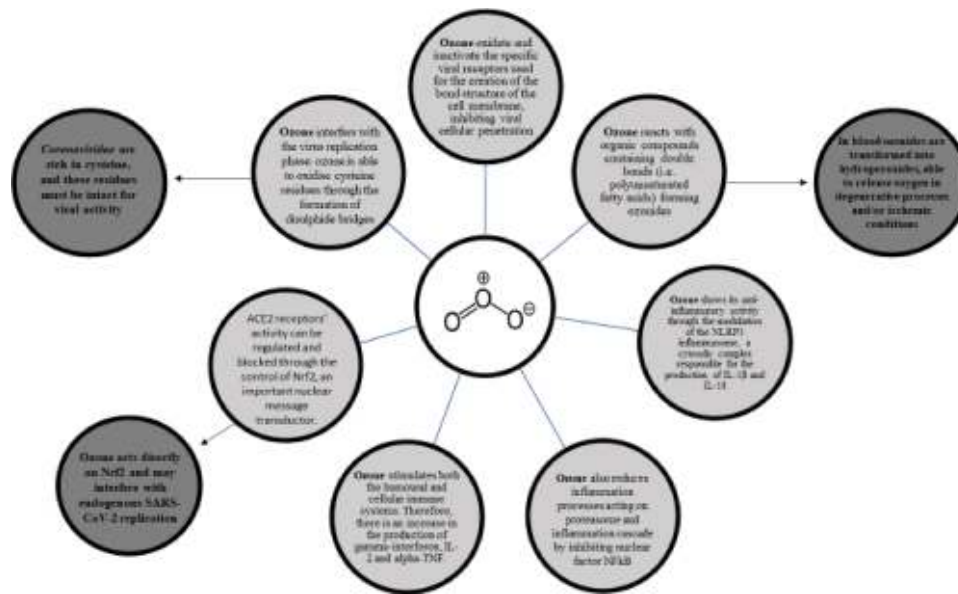 Ozone oxidate and
inactivate the specific
viral receptors used
for the creation of the
bond structure of the
cell membrane,
inhibiting viral
cellular penetration
Coronaviridae are
rich in cysteine,
and these residues
must be intact for
viral activity
Ozone interfere with
the virus replication
phase: ozone is able
to oxidise cysteine
residues through the
formation of
disulphide bridges
Ozone reacts with
organic compounds
containing double
bonds (i.e.
polyunsaturated
fatty acids) forming
ozonides
In blood ozonides are
transformed into
hydroperoxides, able
to release oxygen in
degenerative processes
and/or ischemic
conditions
⊕
O O O ⊖
ACE2 receptors'
activity can be
regulated and
blocked through the
control of Nrf2, an
important nuclear
message
transductor.
Ozone shows its anti-
inflammatory activity
through the modulation
of the
inflammasome, a
cytosolic complex
responsible for the
production of IL-1β and
IL-18
Ozone acts directly
on Nrf2 and may
interfere with
endogenous SARS-
CoV-2 replication
Ozone stimulates both
the humoural and
cellular immune
systems. Therefore,
there is an increase in
the production of
gamma-interferon, IL-
2 and alpha-TNF
Ozone also reduces
inflammation
processes acting on
proteasome and
inflammation cascade
by inhibiting nuclear
factor NFkB